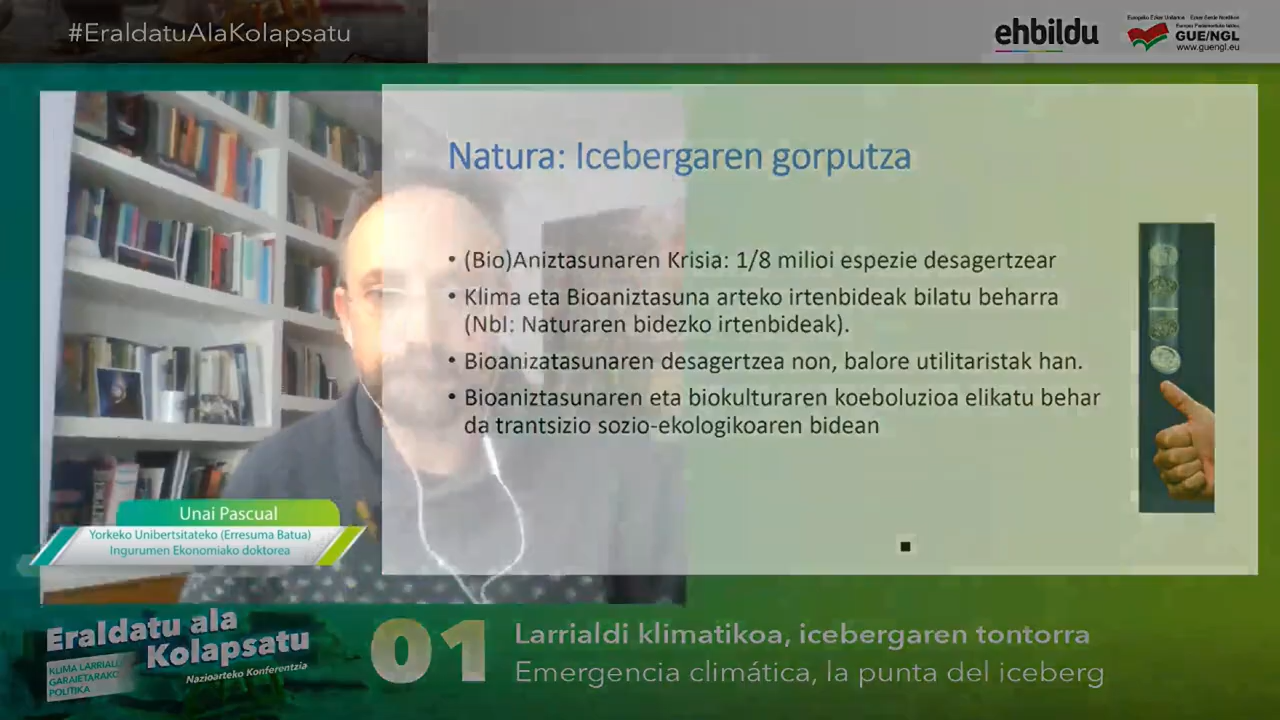 #EraldatuAlaKolapsatu
ehbildu
GUE/NGL
www.guengl.eu
Natura: Icebergaren gorputza
• (Bio)Aniztasunaren Krisia: 1/8 milioi espezie desagertzear
• Klima eta Bioaniztasuna arteko irtenbideak bilatu beharra
(NbI: Naturaren bidezko irtenbideak).
• Bioanizatasunaren desagertzea non, balore utilitaristak han.
• Bioaniztasunaren eta biokulturaren koeboluzioa elikatu behar
da trantsizio sozio-ekologikoaren bidean
Unai Pascual
Yorkeko Unibertsitateko (Erresuma Batua)
Ingurumen Ekonomiako doktorea
Eraldatu ala
Kolapsatu
KLIMA LARRIALDI
GARAIETARAKO
POLITIKA
Nazioarteko Konferentzia
01
Larrialdi klimatikoa, icebergaren tontorra
Emergencia climática, la punta del iceberg